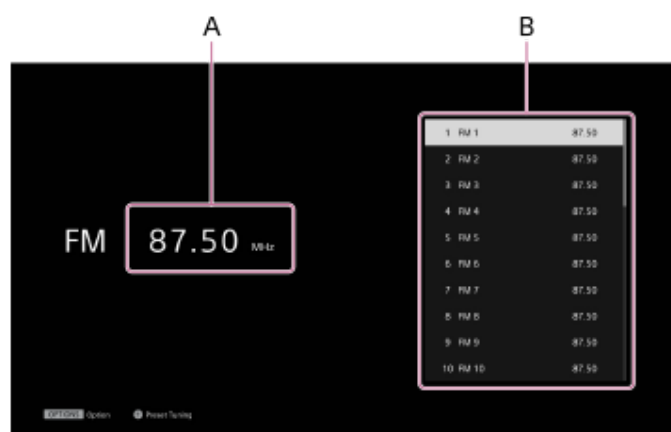 A B
FM 87.50 MHz
1 FM 1 87.50
2 FM 2 87.50
3 FM 3 87.50
4 FM 4 87.50
5 FM 5 87.50
6 FM 6 87.50
7 FM 7 87.50
8 FM 8 87.50
9 FM 9 87.50
10 FM 10 87.50
OPTIONS Option Preset Tuning